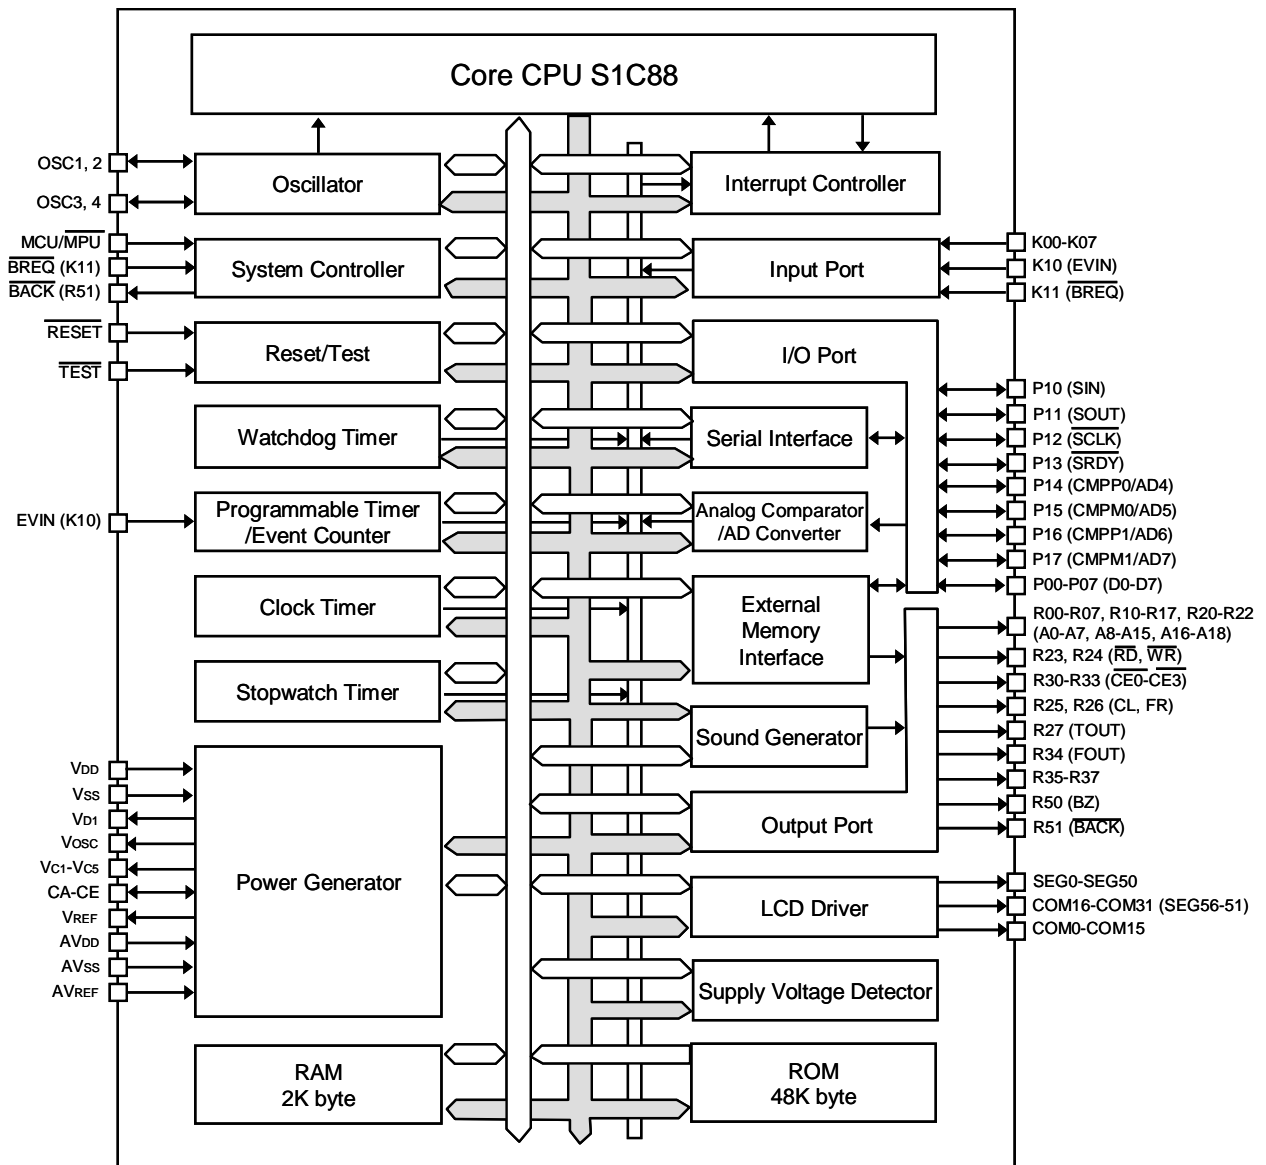 Core CPU S1C88
OSC1, 2
OSC3, 4
Oscillator
Interrupt Controller
MCU/MPU
BREQ (K11)
BACK (R51)
System Controller
Input Port
K00-K07
K10 (EVIN)
K11 (BREQ)
RESET
TEST
Reset/Test
I/O Port
P10 (SIN)
P11 (SOUT)
P12 (SCLK)
P13 (SRDY)
P14 (CMPP0/AD4)
P15 (CMPM0/AD5)
P16 (CMPP1/AD6)
P17 (CMPM1/AD7)
P00-P07 (D0-D7)
Watchdog Timer
Serial Interface
EVIN (K10)
Programmable Timer
/Event Counter
Analog Comparator
/AD Converter
Clock Timer
External
Memory
Interface
R00-R07, R10-R17, R20-R22
(A0-A7, A8-A15, A16-A18)
R23, R24 (RD, WR)
R30-R33 (CE0-CE3)
R25, R26 (CL, FR)
R27 (TOUT)
R34 (FOUT)
R35-R37
R50 (BZ)
R51 (BACK)
Stopwatch Timer
Sound Generator
Output Port
VDD
VSS
VD1
VOSC
VC1-VC5
CA-CE
VREF
AVDD
AVSS
AVREF
Power Generator
LCD Driver
SEG0-SEG50
COM16-COM31 (SEG56-51)
COM0-COM15
Supply Voltage Detector
RAM
2K byte
ROM
48K byte